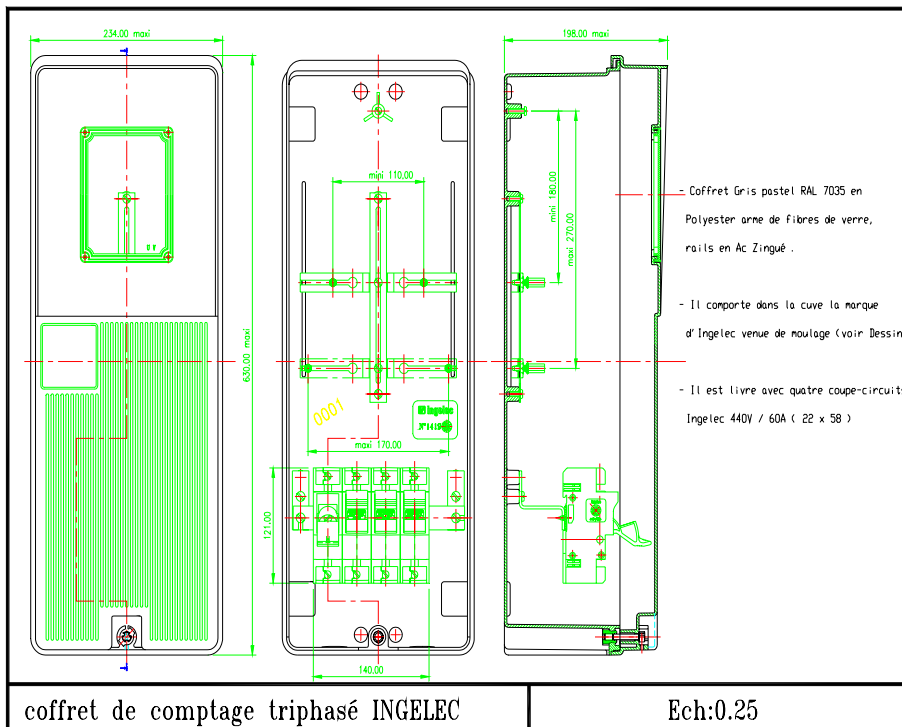 234.00 maxi
198.00 maxi
630.00 maxi
mini 110.00
mini 180.00
maxi 270.00
- Coffret Gris pastel RAL 7035 en
Polyester arme de fibres de verre,
rails en Ac Zingué .
- Il comporte dans la cuve la marque
d' Ingelec venue de moulage (voir Dessin
- Il est livre avec quatre coupe-circuits
Ingelec 440V / 60A ( 22 x 58 )
0001
ingelec
maxi 170.00
121.00
140.00
coffret de comptage triphasé INGELEC
Ech:0.25